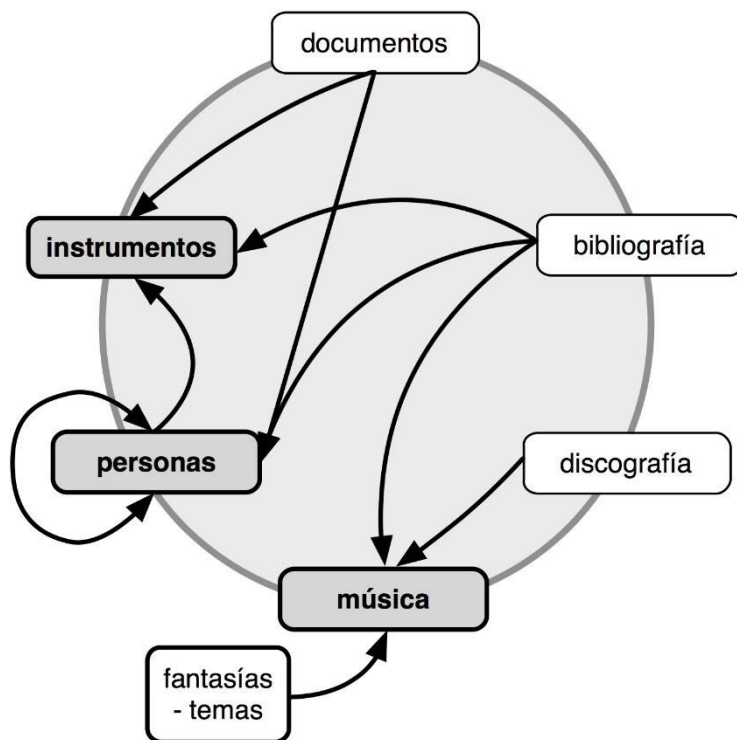 documentos
instrumentos
bibliografía
personas
discografía
música
fantasías
- temas